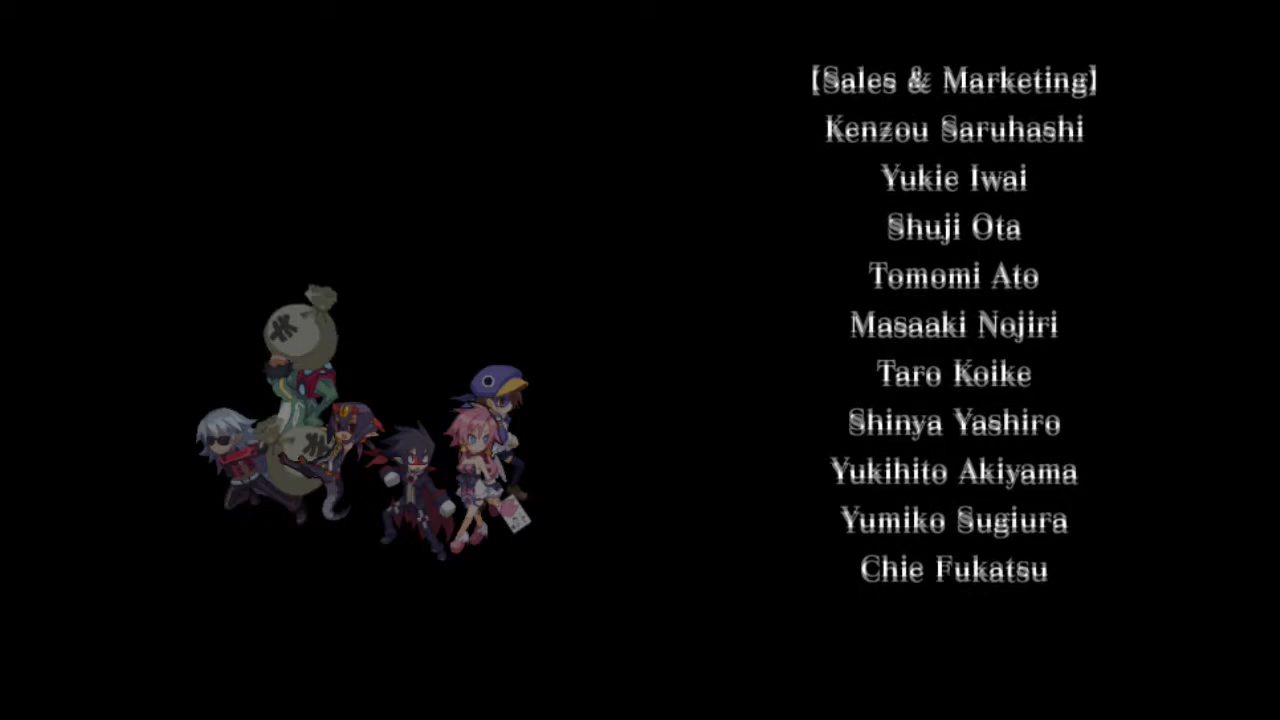 【Sales & Marketing】
Kenzou Saruhashi
Yukie Iwai
Shuji Ota
Tomomi Ato
Masaaki Nojiri
Taro Koike
Shinya Yashiro
Yukihito Akiyama
Yumiko Sugiura
Chie Fukatsu